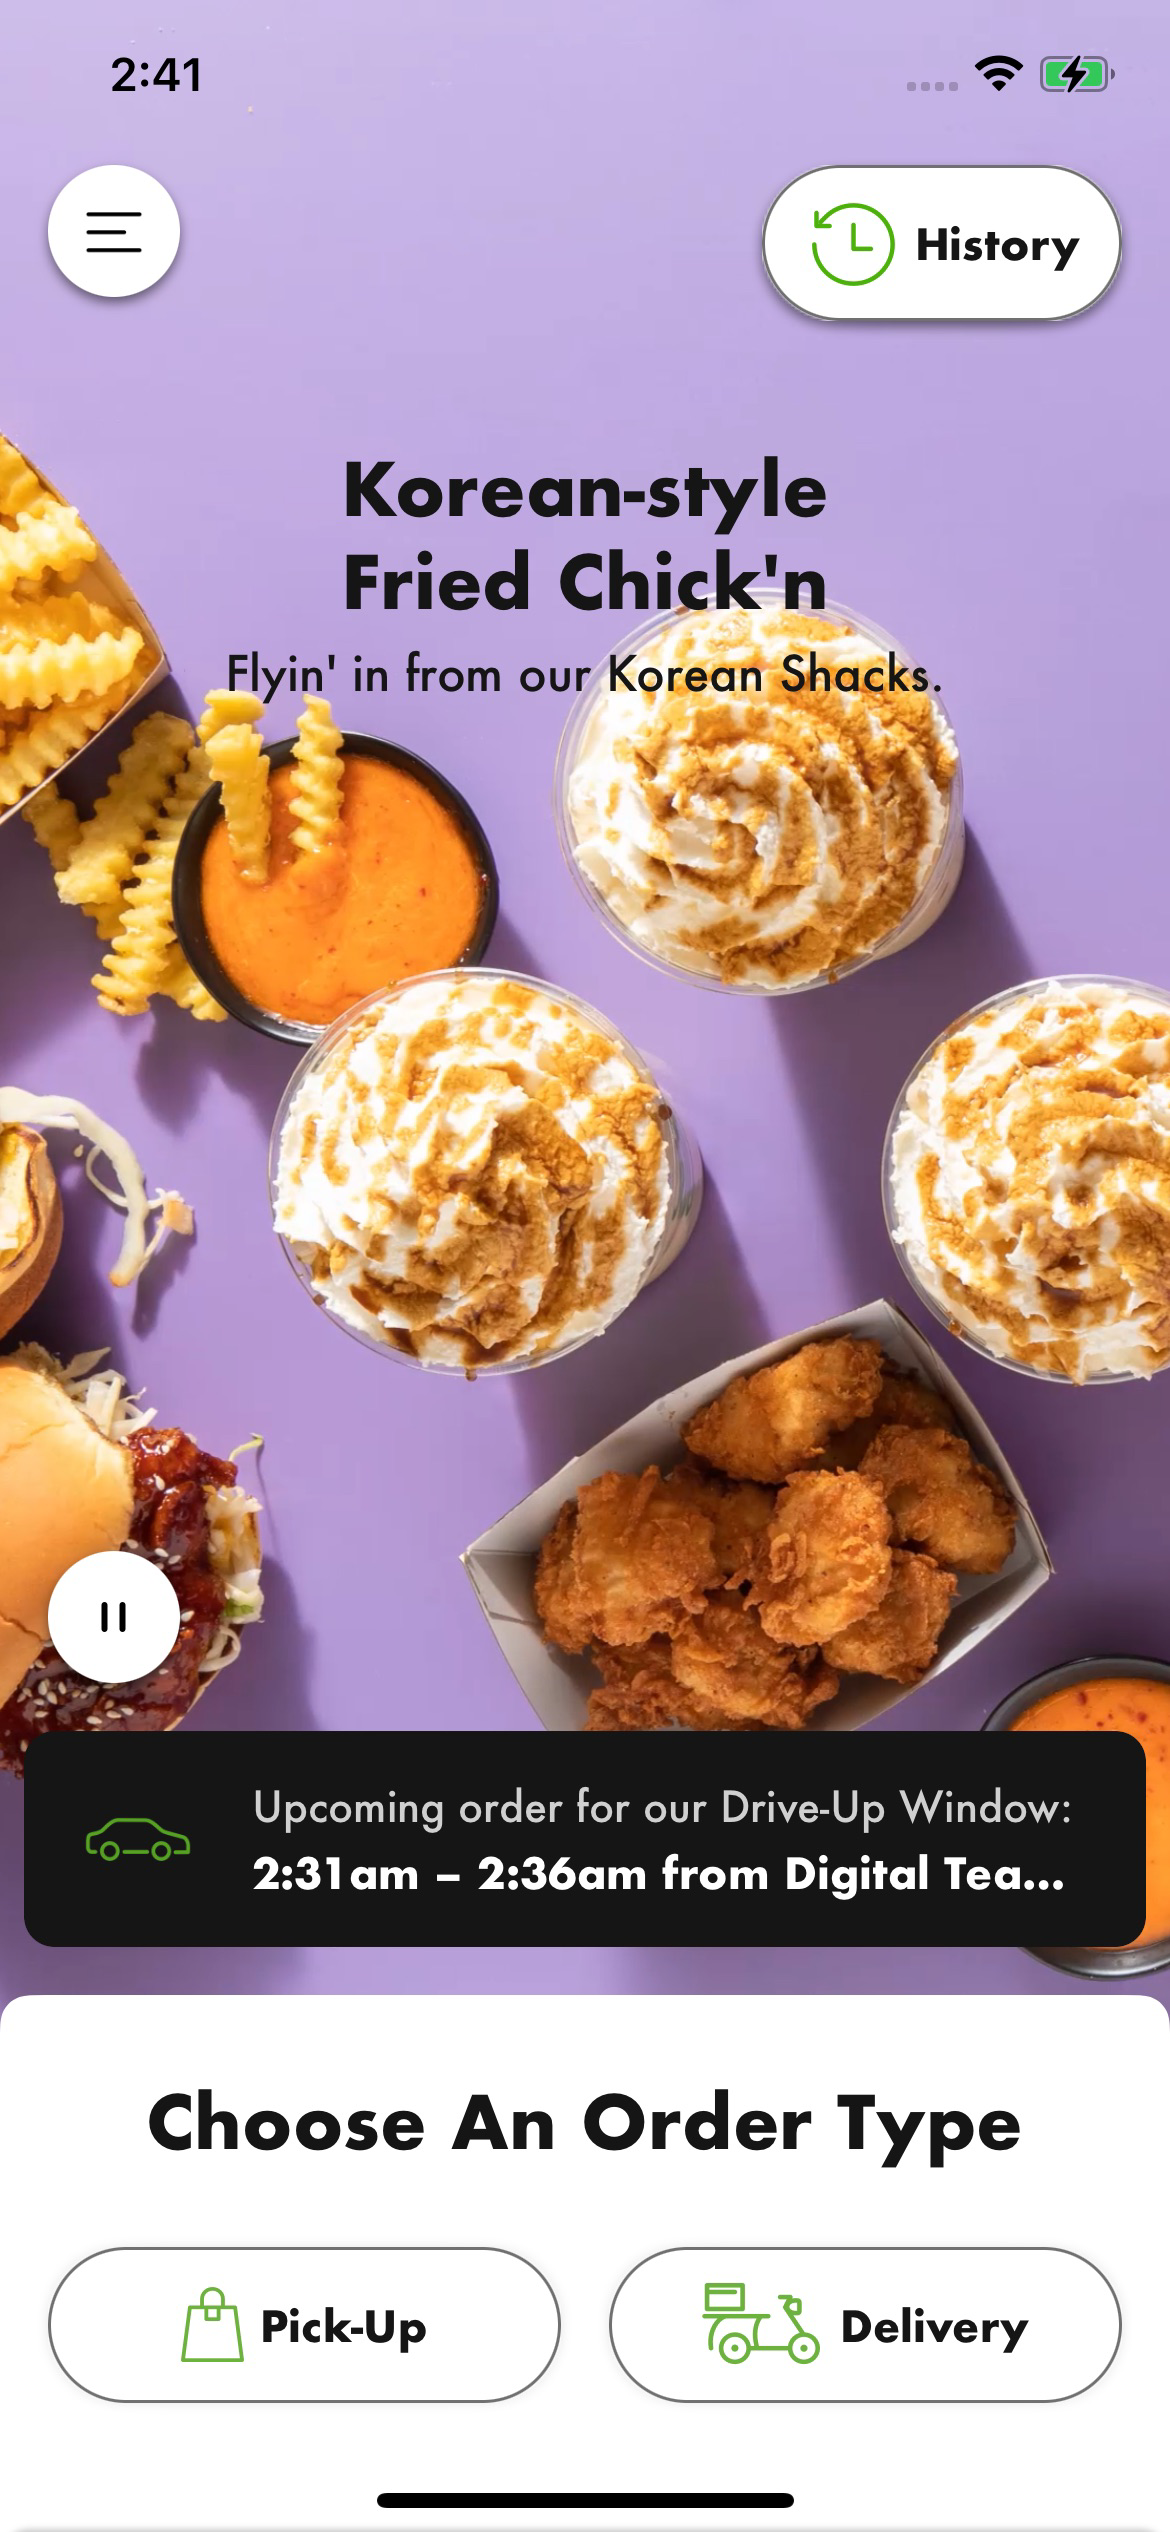 2:41
History
Korean-style
Fried Chick'n
Flyin' in from our Korean Shacks.
Upcoming order for our Drive-Up Window:
2:31am – 2:36am from Digital Tea...
Choose An Order Type
Pick-Up
Delivery